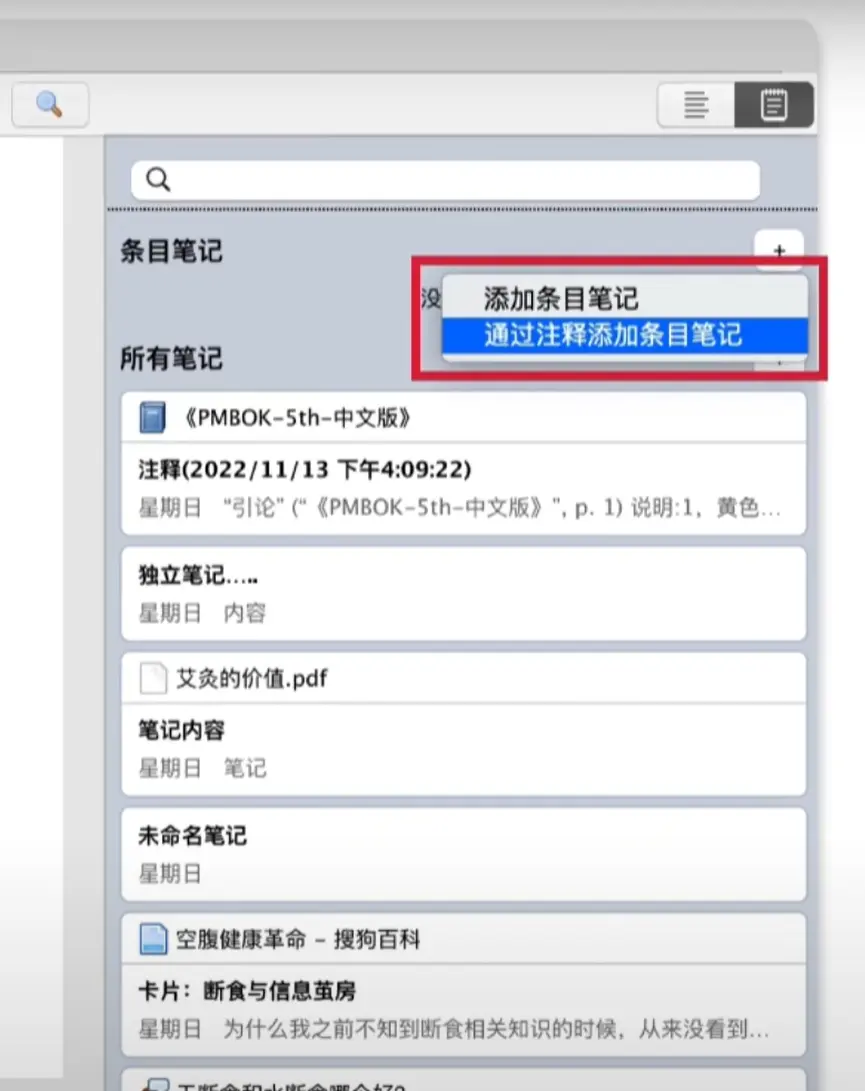 条目笔记
+
没
添加条目笔记
通过注释添加条目笔记
所有笔记
《PMBOK-5th-中文版》
注释(2022/11/13 下午4:09:22)
星期日 “引论” (“《PMBOK-5th-中文版》”, p. 1) 说明:1，黄色...
独立笔记.....
星期日 内容
艾灸的价值.pdf
笔记内容
星期日 笔记
未命名笔记
星期日
空腹健康革命 - 搜狗百科
卡片：断食与信息茧房
星期日 为什么我之前不知到断食相关知识的时候，从来没看到...